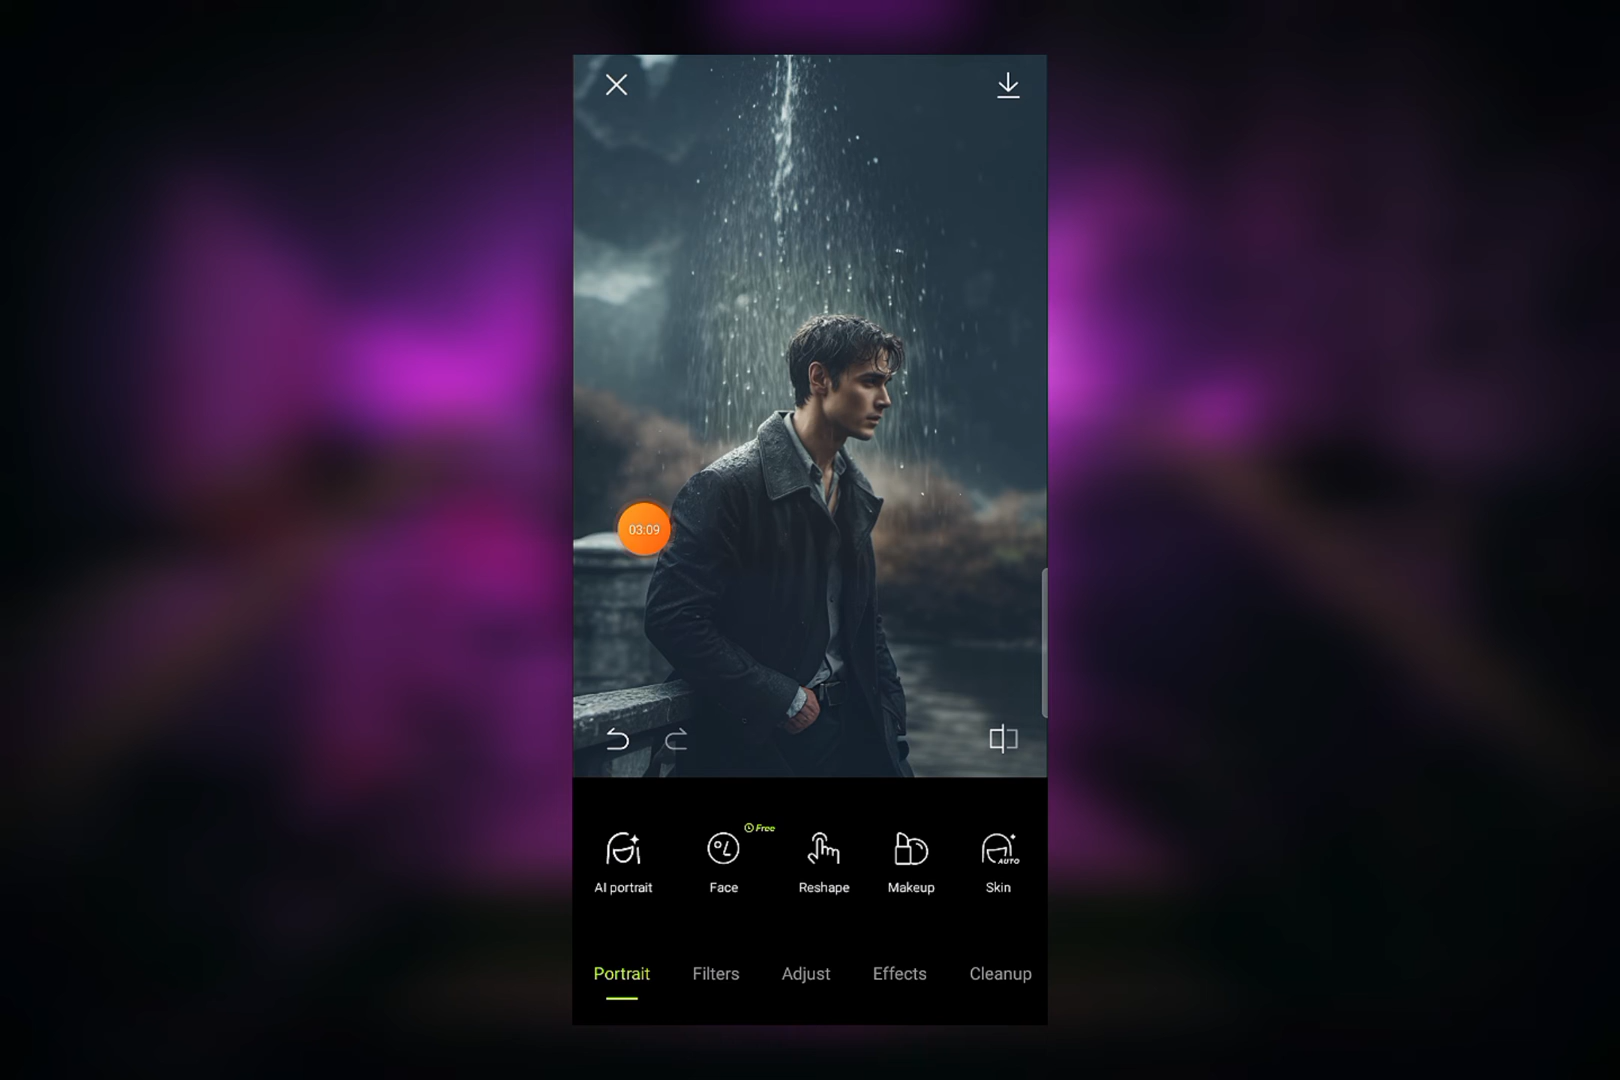 03:09
Free
AI portrait
Face
Reshape
Makeup
AUTO
Skin
Portrait
Filters
Adjust
Effects
Cleanup